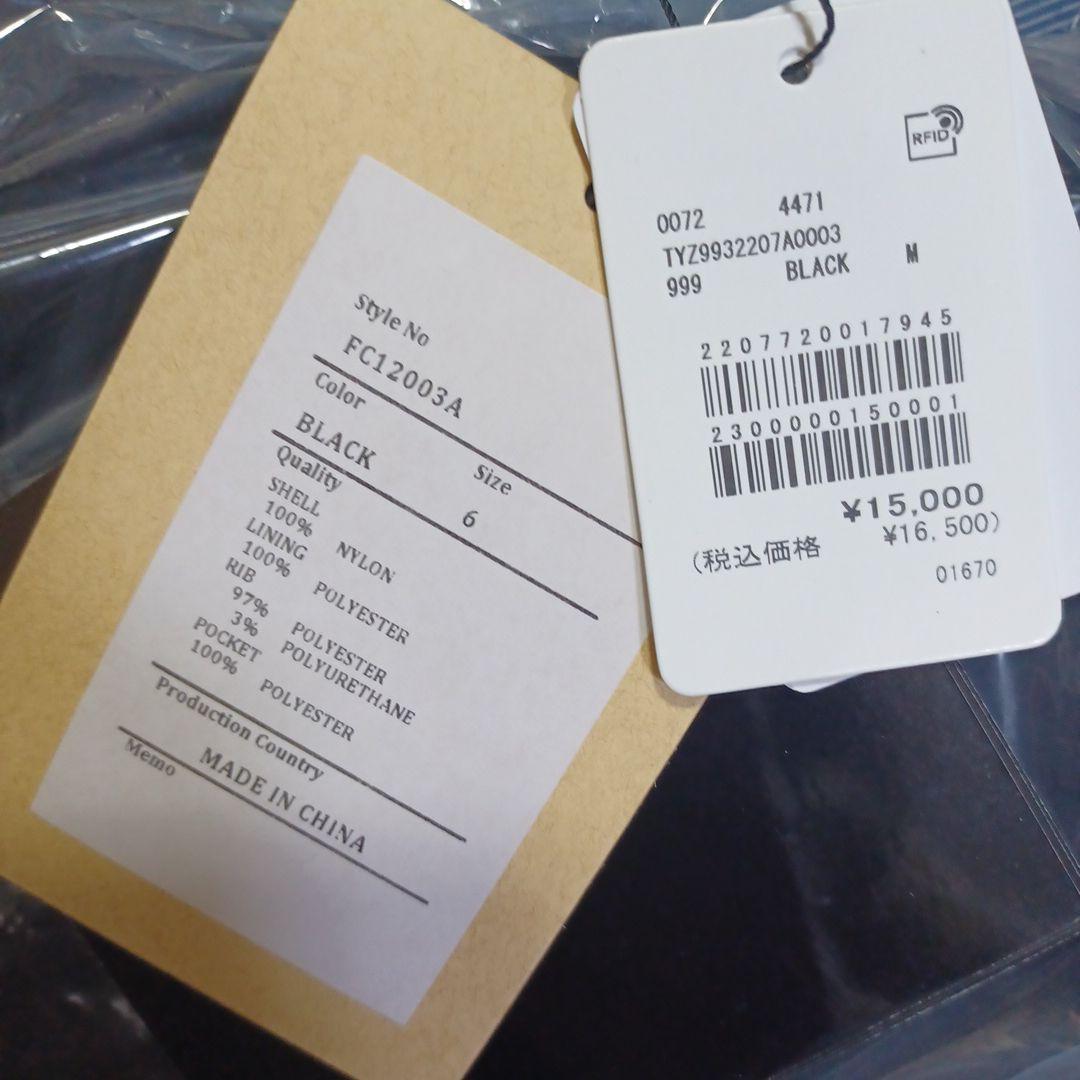 Style No
FC12003A
Color
BLACK
Size
6
Quality
SHELL
100% NYLON
LINING
100% POLYESTER
RIB
97% POLYESTER
3% POLYURETHANE
POCKET
100% POLYESTER
Production Country
MADE IN CHINA
Memo
RFID
0072 4471
TYZ9932207A0003
999 BLACK M
2207720017945
2300000150001
¥15,000
(税込価格 ¥16,500)
01670